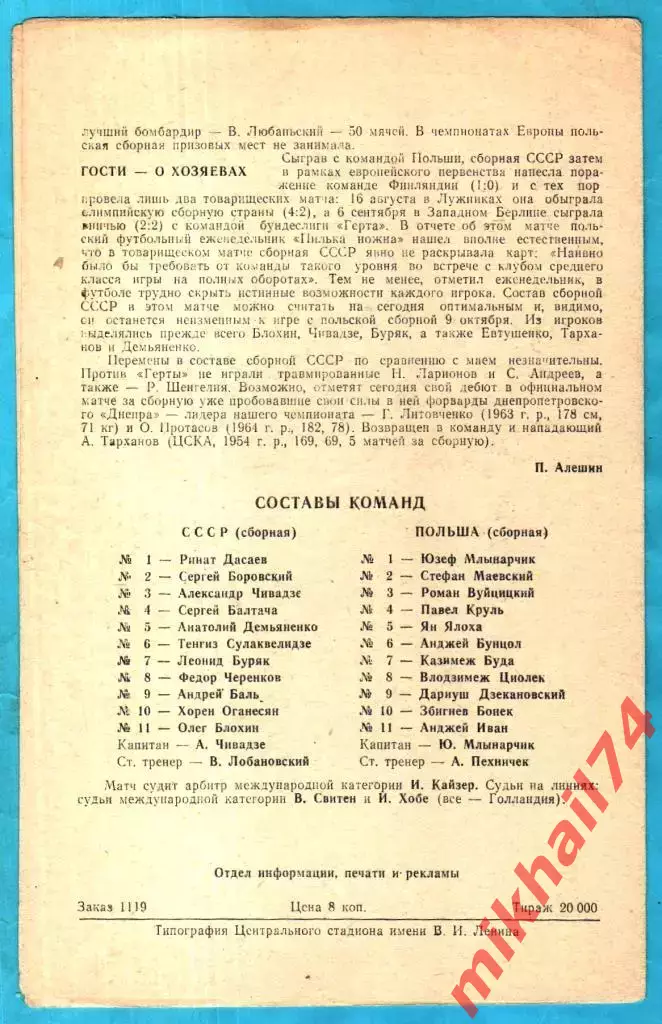 лучший бомбардир — В. Любаньский — 50 мячей. В чемпионатах Европы поль-
ская сборная призовых мест не занимала.
ГОСТИ — О ХОЗЯЕВАХ
Сыграв с командой Польши, сборная СССР затем
в рамках европейского первенства нанесла пора-
жение команде Финляндии (1:0) и с тех пор
провела лишь два товарищеских матча: 16 августа в Лужниках она обыграла
олимпийскую сборную страны (4:2), а 6 сентября в Западном Берлине сыграла
вничью (2:2) с командой бундеслиги «Герта». В отчете об этом матче поль-
ский футбольный еженедельник «Пилька ножна» нашел вполне естественным,
что в товарищеском матче сборная СССР явно не раскрывала карт: «Наивно
было бы требовать от команды такого уровня во встрече с клубом среднего
класса игры на полных оборотах». Тем не менее, отметил еженедельник, в
футболе трудно скрыть истинные возможности каждого игрока. Состав сборной
СССР в этом матче можно считать на сегодня оптимальным и, видимо,
он останется неизменным к игре с польской сборной 9 октября. Из игроков
выделялись прежде всего Блохин, Чивадзе, Буряк, а также Евтушенко, Тарха-
нов и Демьяненко.
Перемены в составе сборной СССР по сравнению с маем незначительны.
Против «Герты» не играли травмированные Н. Ларионов и С. Андреев, а
также — Р. Шенгелия. Возможно, отметят сегодня свой дебют в официальном
матче за сборную уже пробовавшие свои силы в ней форварды днепропетровско-
го «Днепра» — лидера нашего чемпионата — Г. Литовченко (1963 г. р., 178 см,
71 кг) и О. Протасов (1964 г. р., 182, 78). Возвращен в команду и нападающий
А. Тарханов (ЦСКА, 1954 г. р., 169, 69, 5 матчей за сборную).
П. Алешин
СОСТАВЫ КОМАНД
СССР (сборная)
№ 1 — Ринат Дасаев
№ 2 — Сергей Боровский
№ 3 — Александр Чивадзе
№ 4 — Сергей Балтача
№ 5 — Анатолий Демьяненко
№ 6 — Тенгиз Сулаквелидзе
№ 7 — Леонид Буряк
№ 8 — Федор Черенков
№ 9 — Андрей Баль
№ 10 — Хорен Оганесян
№ 11 — Олег Блохин
Капитан — А. Чивадзе
Ст. тренер — В. Лобановский
ПОЛЬША (сборная)
№ 1 — Юзеф Млынарчик
№ 2 — Стефан Маевский
№ 3 — Роман Вуйцицкий
№ 4 — Павел Круль
№ 5 — Ян Ялоха
№ 6 — Анджей Бунцол
№ 7 — Казимеж Буда
№ 8 — Влодзимеж Циолек
№ 9 — Дариуш Дзекановский
№ 10 — Збигнев Бонек
№ 11 — Анджей Иван
Капитан — Ю. Млынарчик
Ст. тренер — А. Пехничек
Матч судит арбитр международной категории И. Кайзер. Судьи на линиях:
судьи международной категории В. Свитен и И. Хобе (все — Голландия).
Отдел информации, печати и рекламы
Заказ 1119 Цена 8 коп. Тираж 20 000
Типография Центрального стадиона имени В. И. Ленина
mikhail74